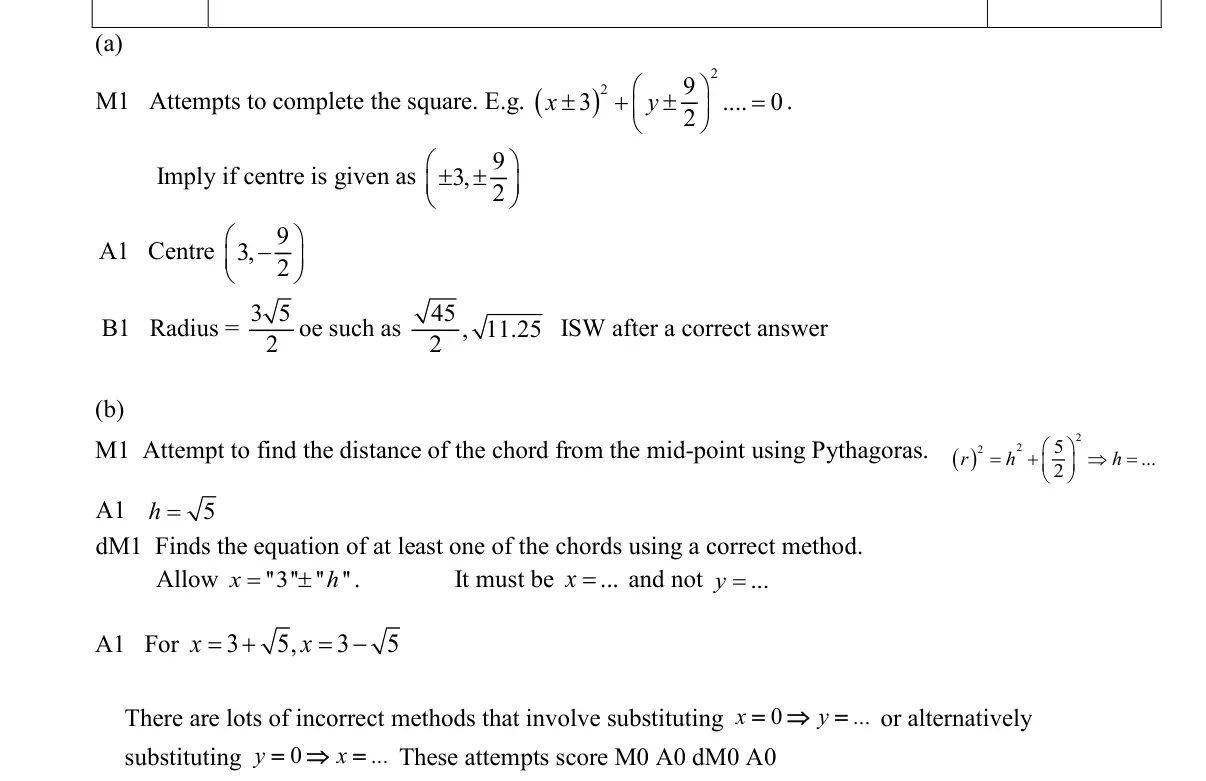 (a)
M1 Attempts to complete the square. E.g. (x ± 3)² + (y ± 9/2)² .... = 0 .
Imply if centre is given as (±3, ± 9/2)
A1 Centre (3, − 9/2)
B1 Radius = 3√5/2 oe such as √45/2, √11.25 ISW after a correct answer
(b)
M1 Attempt to find the distance of the chord from the mid-point using Pythagoras. (r)² = h² + (5/2)² ⇒ h = ...
A1 h = √5
dM1 Finds the equation of at least one of the chords using a correct method.
Allow x = "3"± "h". It must be x = ... and not y = ...
A1 For x = 3 + √5, x = 3 − √5
There are lots of incorrect methods that involve substituting x = 0 ⇒ y = ... or alternatively
substituting y = 0 ⇒ x = ... These attempts score M0 A0 dM0 A0